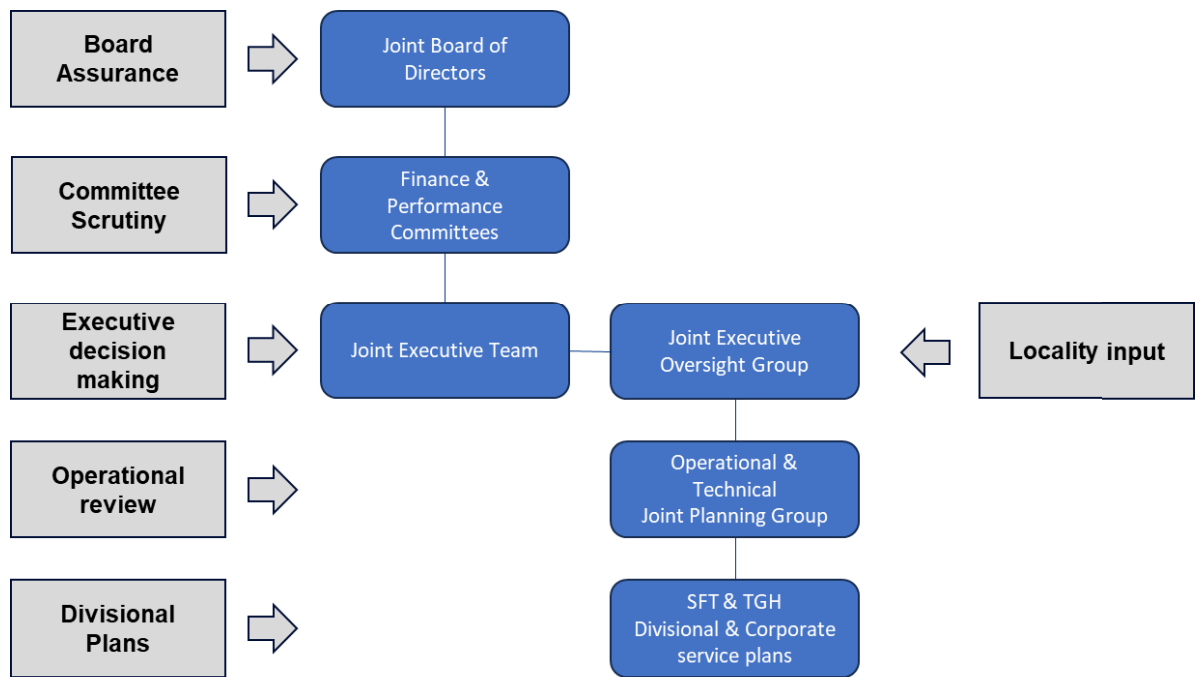 Board
Assurance
Joint Board of
Directors
Committee
Scrutiny
Finance &
Performance
Committees
Executive
decision
making
Joint Executive Team
Joint Executive
Oversight Group
Locality input
Operational
review
Operational &
Technical
Joint Planning Group
Divisional
Plans
SFT & TGH
Divisional & Corporate
service plans